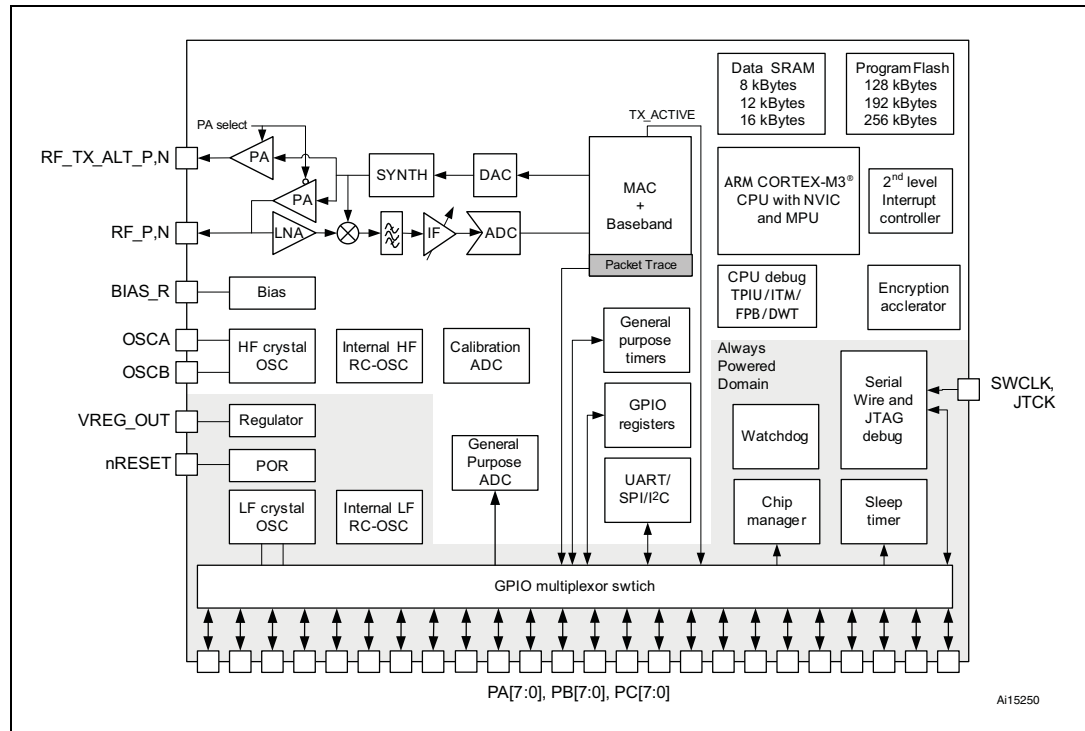 Data SRAM
8 kBytes
12 kBytes
16 kBytes
Program Flash
128 kBytes
192 kBytes
256 kBytes
TX_ACTIVE
PA select
RF_TX_ALT_P,N
PA
SYNTH
DAC
MAC
+
Baseband
Packet Trace
ARM CORTEX-M3®
CPU with NVIC
and MPU
2nd level
Interrupt
controller
PA
RF_P,N
LNA
IF
ADC
CPU debug
TPIU/ITM/
FPB/DWT
Encryption
acclerator
BIAS_R
Bias
OSCA
OSCB
HF crystal
OSC
Internal HF
RC-OSC
Calibration
ADC
General
purpose
timers
Always
Powered
Domain
Serial
Wire and
JTAG
debug
SWCLK,
JTCK
VREG_OUT
Regulator
GPIO
registers
Watchdog
nRESET
POR
General
Purpose
ADC
UART/
SPI/I2C
LF crystal
OSC
Internal LF
RC-OSC
Chip
manager
Sleep
timer
GPIO multiplexor swtich
PA[7:0], PB[7:0], PC[7:0]
Ai15250